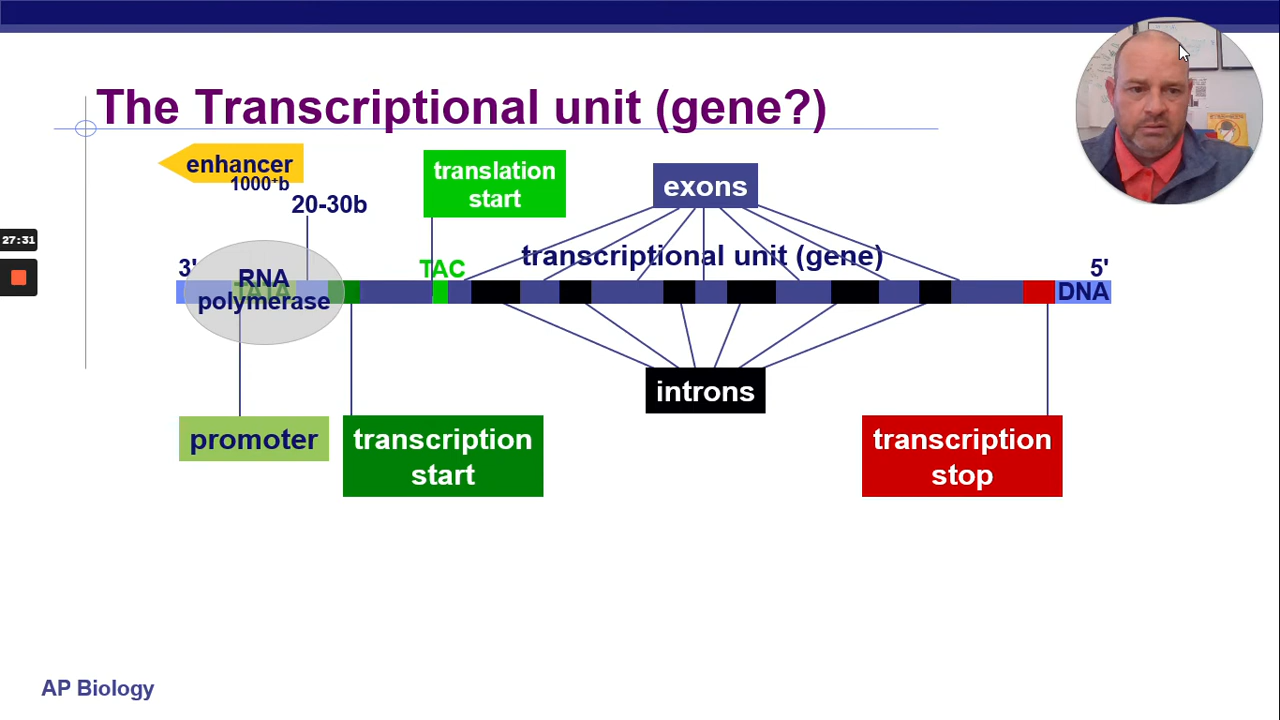 The Transcriptional unit (gene?)
enhancer
1000+b
20-30b
translation
start
exons
transcriptional unit (gene)
27:31
3'
TAC
5'
RNA
TATA
polymerase
DNA
introns
promoter
transcription
start
transcription
stop
AP Biology